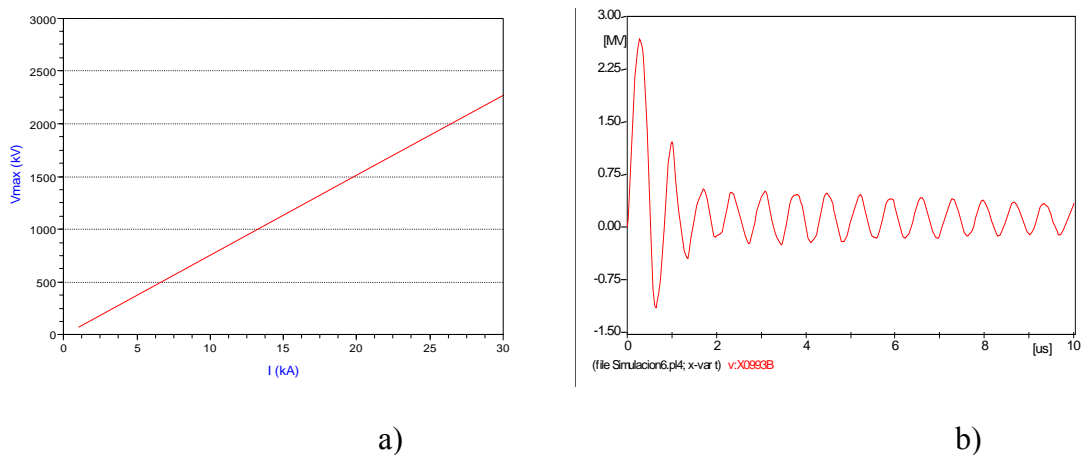 3000
2500
2000
1500
1000
500
0
Vmax (kV)
0 5 10 15 20 25 30
I (kA)
a)
3.00
[MV]
2.25
1.50
0.75
0.00
-0.75
-1.50
0 2 4 6 8 [us] 10
(file Simulacion6.pl4; x-var t) v:X0993B
b)